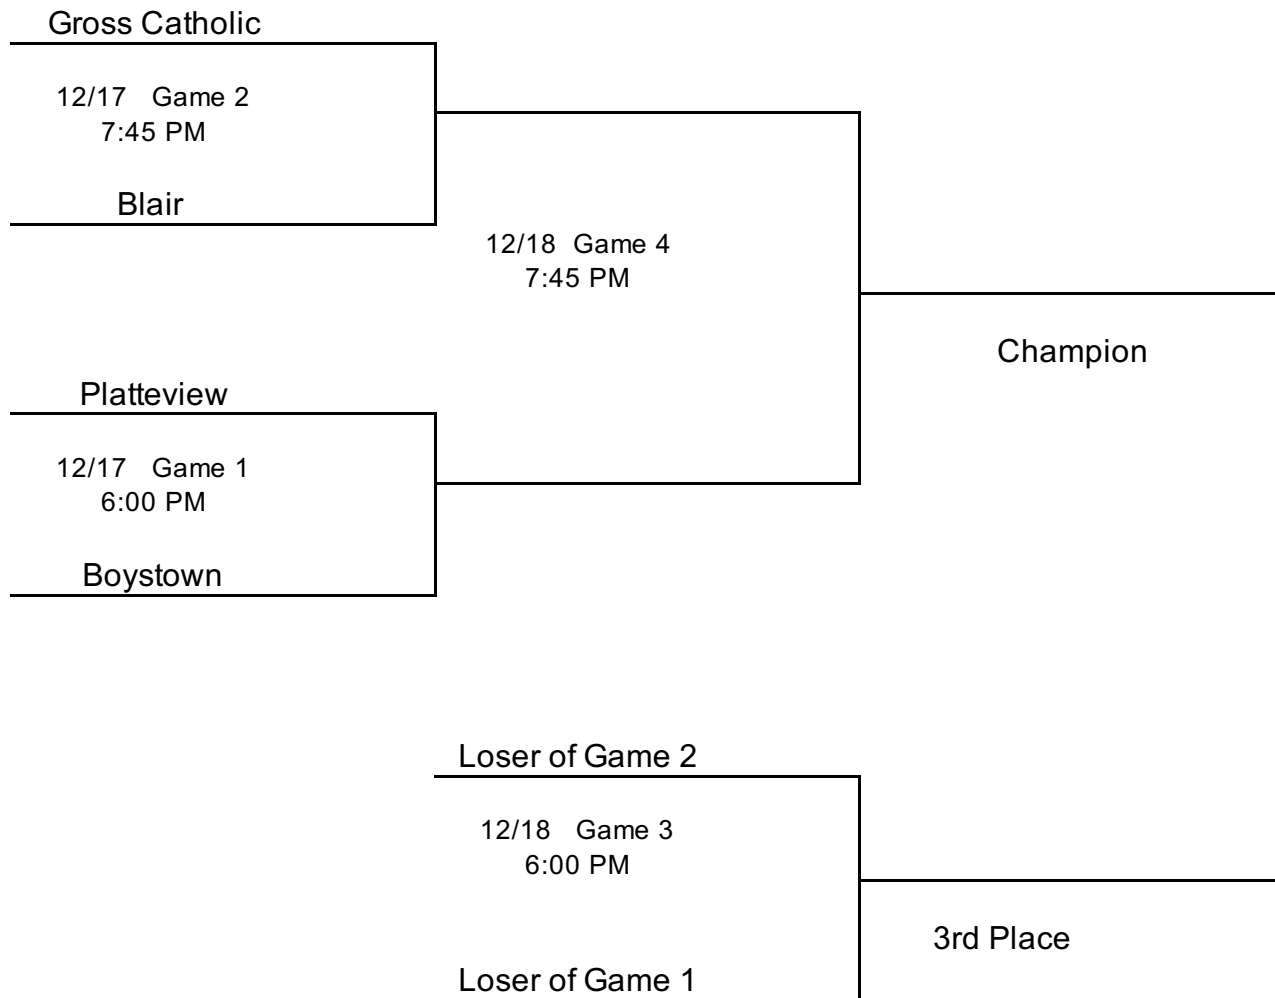 Gross Catholic
12/17 Game 2
7:45 PM
Blair
12/18 Game 4
7:45 PM
Champion
Platteview
12/17 Game 1
6:00 PM
Boystown
Loser of Game 2
12/18 Game 3
6:00 PM
3rd Place
Loser of Game 1